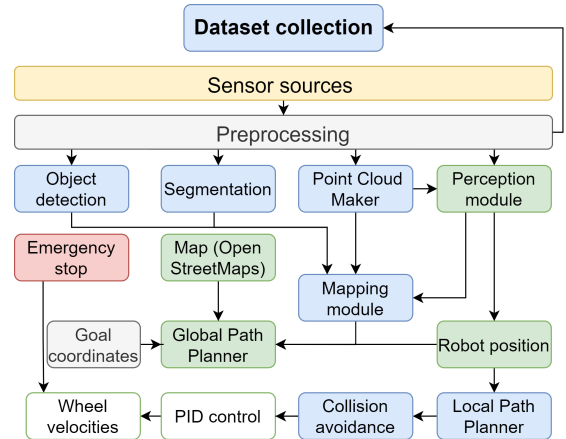 Dataset collection
Sensor sources
Preprocessing
Object
detection
Segmentation
Point Cloud
Maker
Perception
module
Emergency
stop
Map (Open
StreetMaps)
Mapping
module
Goal
coordinates
Global Path
Planner
Robot position
Wheel
velocities
PID control
Collision
avoidance
Local Path
Planner